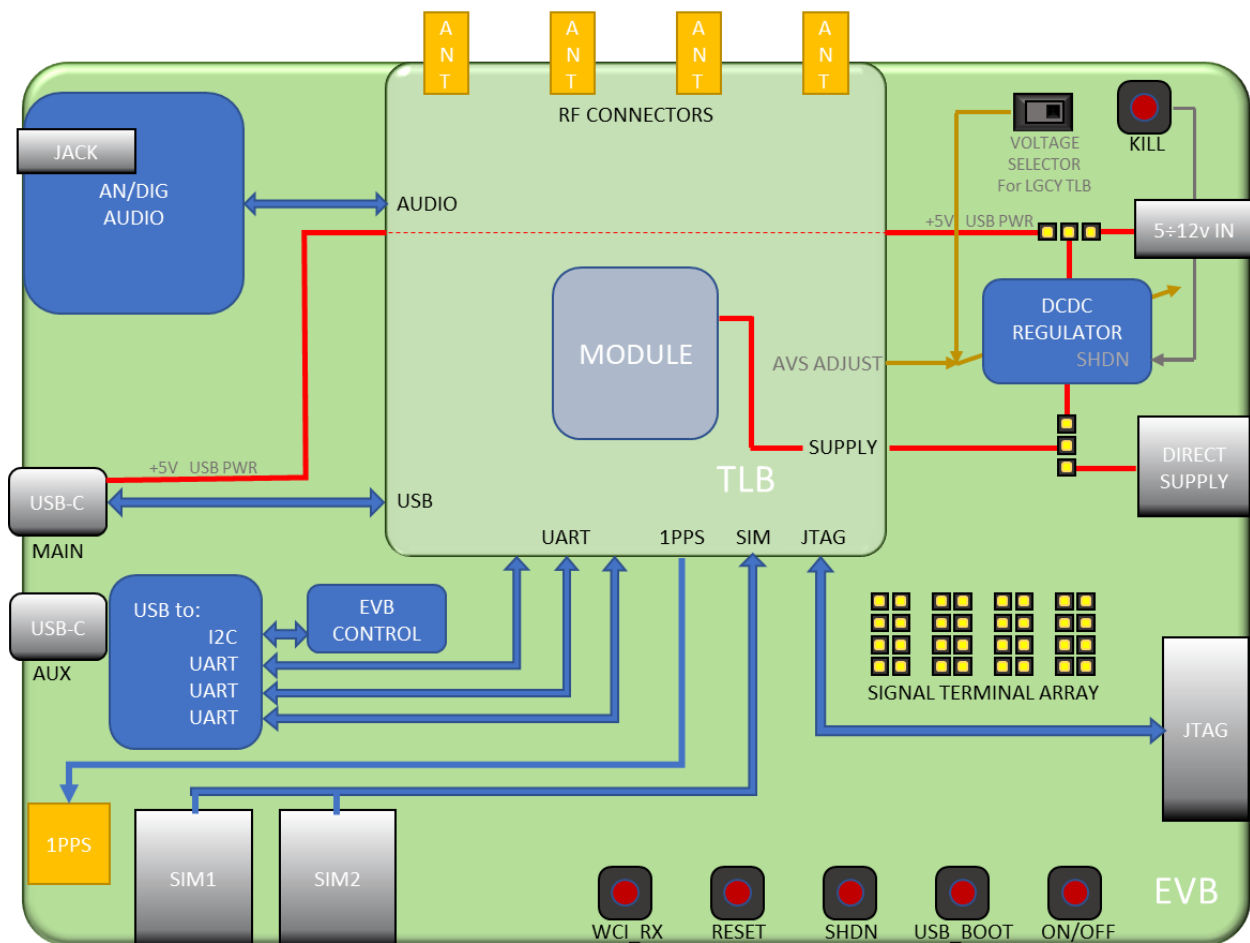 A
N
T
A
N
T
A
N
T
A
N
T
RF CONNECTORS
JACK
AN/DIG
AUDIO
AUDIO
VOLTAGE
SELECTOR
For LGCY TLB
KILL
+5V USB PWR
5÷12v IN
DCDC
REGULATOR
SHDN
MODULE
AVS ADJUST
SUPPLY
TLB
DIRECT
SUPPLY
+5V USB PWR
USB-C
MAIN
USB
UART
1PPS
SIM
JTAG
USB-C
AUX
USB to:
I2C
UART
UART
UART
EVB
CONTROL
SIGNAL TERMINAL ARRAY
JTAG
1PPS
SIM1
SIM2
WCI_RX
RESET
SHDN
USB_BOOT
ON/OFF
EVB